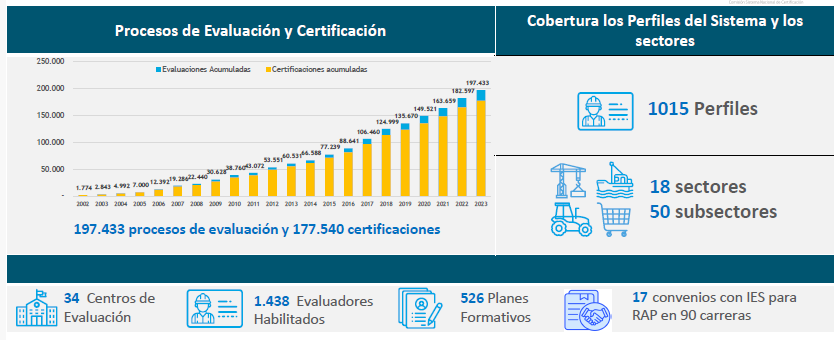 Comisión Sistema Nacional de Certificación
Procesos de Evaluación y Certificación
Cobertura los Perfiles del Sistema y los
sectores
Evaluaciones Acumuladas
Certificaciones acumuladas
250.000
200.000
150.000
100.000
50.000
-
1.774
2.843
4.992
7.000
12.392
19.286
22.440
30.628
38.760
43.072
53.551
60.531
66.588
77.239
88.641
106.460
124.999
135.670
149.521
163.659
182.597
197.433
2002 2003 2004 2005 2006 2007 2008 2009 2010 2011 2012 2013 2014 2015 2016 2017 2018 2019 2020 2021 2022 2023
197.433 procesos de evaluación y 177.540 certificaciones
1015 Perfiles
18 sectores
50 subsectores
34 Centros de
Evaluación
1.438 Evaluadores
Habilitados
526 Planes
Formativos
17 convenios con IES para
RAP en 90 carreras